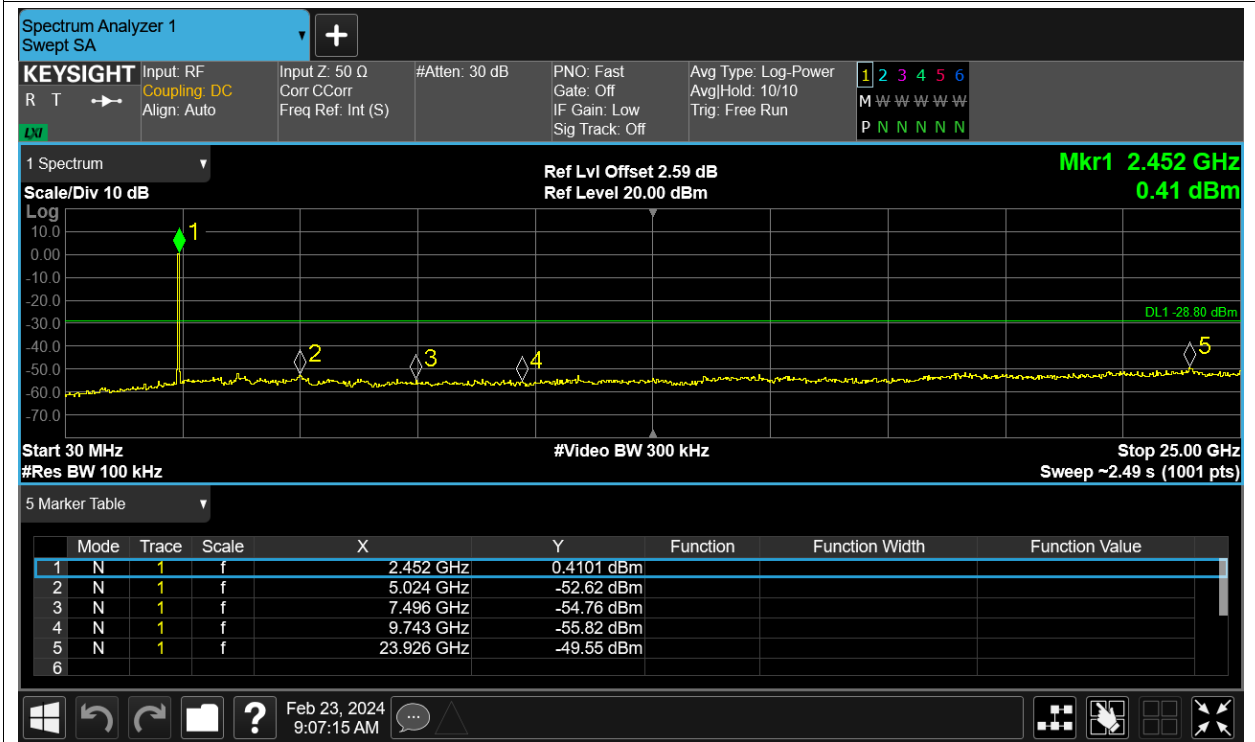 Spectrum Analyzer 1
Swept SA
KEYSIGHT
R T
LXI
Input: RF
Coupling: DC
Align: Auto
Input Z: 50 Ω
Corr CCorr
Freq Ref: Int (S)
#Atten: 30 dB
PNO: Fast
Gate: Off
IF Gain: Low
Sig Track: Off
Avg Type: Log-Power
Avg|Hold: 10/10
Trig: Free Run
1 2 3 4 5 6
M W W W W W
P N N N N N
1 Spectrum
Scale/Div 10 dB
Ref Lvl Offset 2.59 dB
Ref Level 20.00 dBm
Mkr1 2.452 GHz
0.41 dBm
Log
10.0
0.00
-10.0
-20.0
-30.0
-40.0
-50.0
-60.0
-70.0
1
2
3
4
5
DL1 -28.80 dBm
Start 30 MHz
#Video BW 300 kHz
Stop 25.00 GHz
#Res BW 100 kHz
Sweep ~2.49 s (1001 pts)
5 Marker Table
Mode Trace Scale X Y Function Function Width Function Value
1 N 1 f 2.452 GHz 0.4101 dBm
2 N 1 f 5.024 GHz -52.62 dBm
3 N 1 f 7.496 GHz -54.76 dBm
4 N 1 f 9.743 GHz -55.82 dBm
5 N 1 f 23.926 GHz -49.55 dBm
6
?
Feb 23, 2024
9:07:15 AM